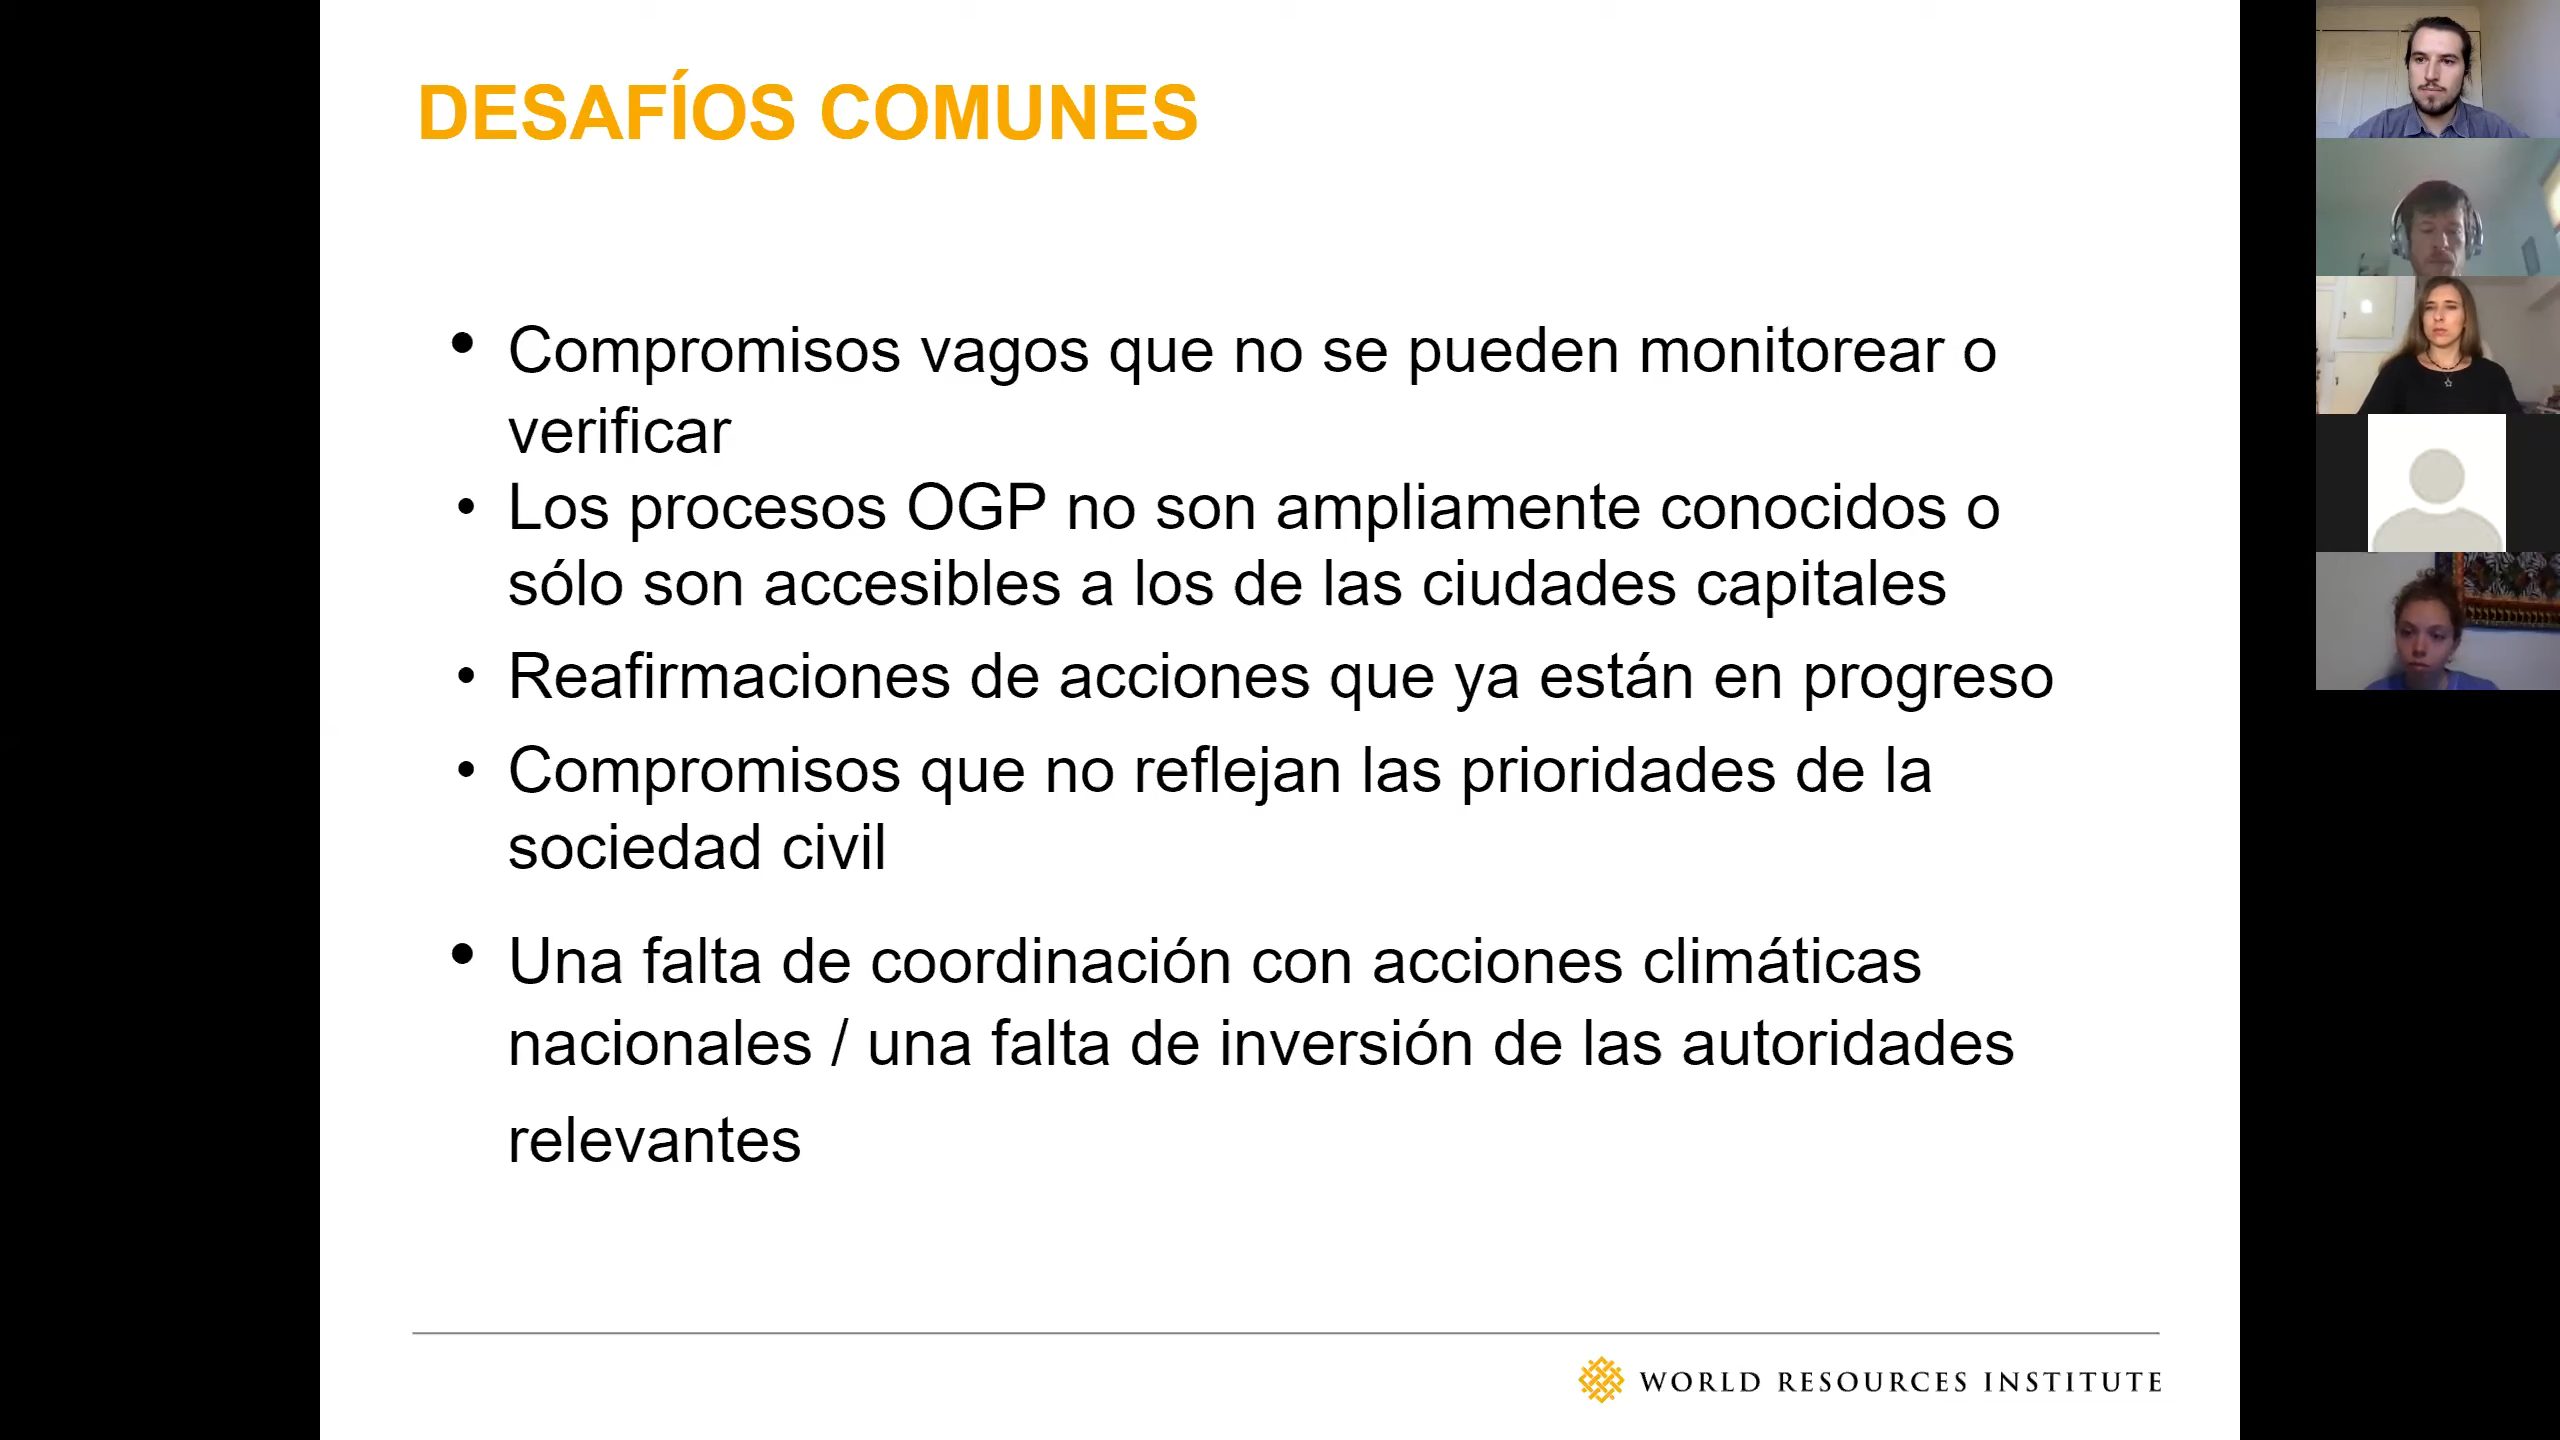 DESAFÍOS COMUNES
• Compromisos vagos que no se pueden monitorear o
verificar
• Los procesos OGP no son ampliamente conocidos o
sólo son accesibles a los de las ciudades capitales
• Reafirmaciones de acciones que ya están en progreso
• Compromisos que no reflejan las prioridades de la
sociedad civil
• Una falta de coordinación con acciones climáticas
nacionales / una falta de inversión de las autoridades
relevantes
WORLD RESOURCES INSTITUTE